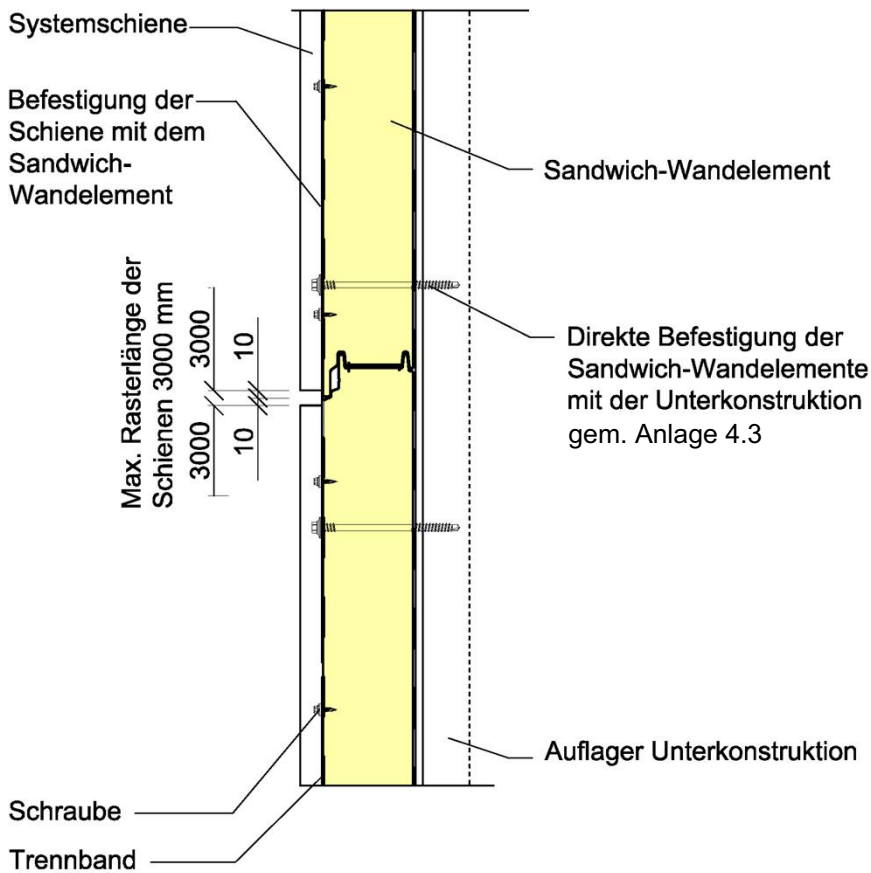 Systemschiene
Befestigung der
Schiene mit dem
Sandwich-
Wandelement
Sandwich-Wandelement
Max. Rasterlänge der
Schienen 3000 mm
3000
10
3000
10
Direkte Befestigung der
Sandwich-Wandelemente
mit der Unterkonstruktion
gem. Anlage 4.3
Auflager Unterkonstruktion
Schraube
Trennband